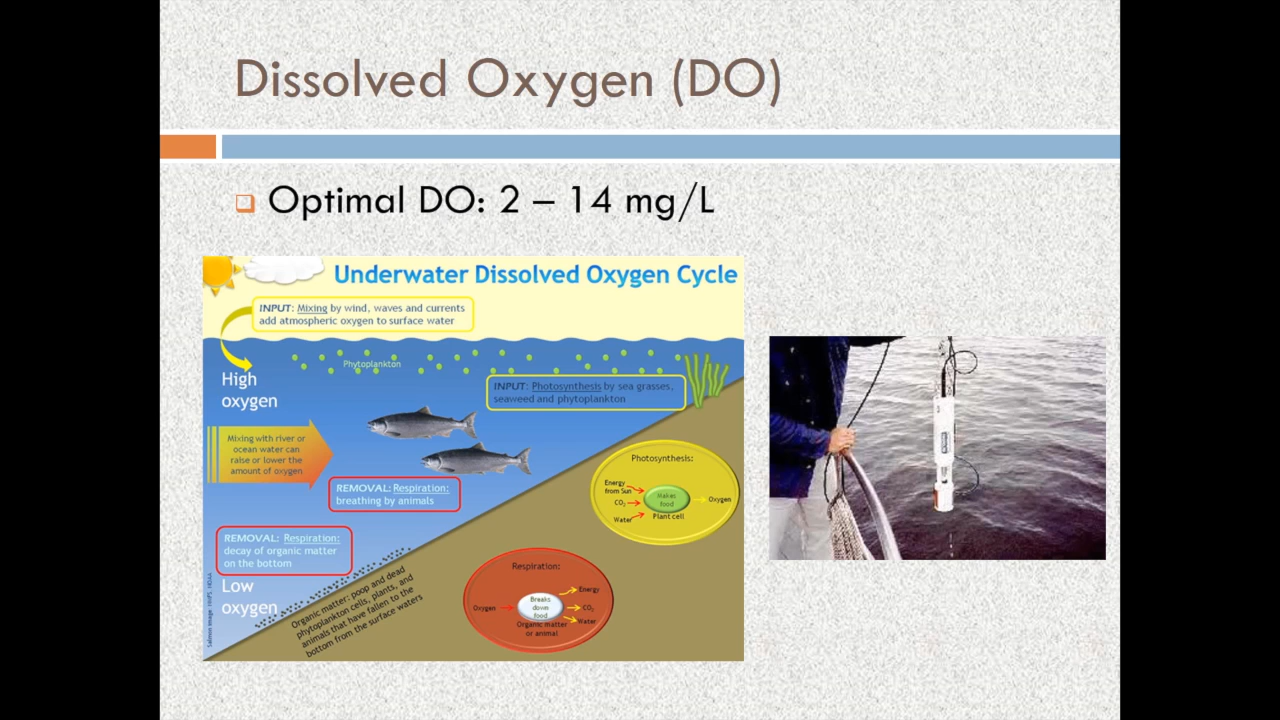 Dissolved Oxygen (DO)
Optimal DO: 2 – 14 mg/L
Underwater Dissolved Oxygen Cycle
INPUT: Mixing by wind, waves and currents
add atmospheric oxygen to surface water
Phytoplankton
High
oxygen
INPUT: Photosynthesis by sea grasses,
seaweed and phytoplankton
Mixing with river or
ocean water can
raise or lower the
amount of oxygen
REMOVAL: Respiration:
breathing by animals
Photosynthesis:
Energy
from Sun
CO₂
Water
Makes
food
Plant cell
Oxygen
REMOVAL: Respiration:
decay of organic matter
on the bottom
Low
oxygen
Organic matter: poop and dead
phytoplankton cells, plants, and
animals that have fallen to the
bottom from the surface waters
Respiration:
Oxygen
Breaks
down
food
Organic matter
or animal
Energy
CO₂
Water
Salmon image: NMFS, NOAA